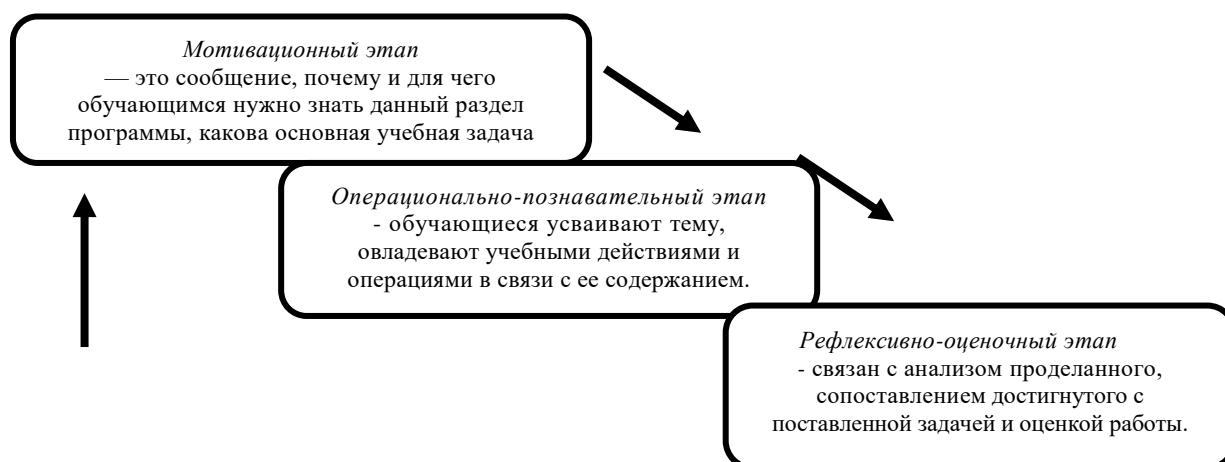 Мотивационный этап
— это сообщение, почему и для чего
обучающимся нужно знать данный раздел
программы, какова основная учебная задача
Операционально-познавательный этап
- обучающиеся усваивают тему,
овладевают учебными действиями и
операциями в связи с ее содержанием.
Рефлексивно-оценочный этап
- связан с анализом проделанного,
сопоставлением достигнутого с
поставленной задачей и оценкой работы.